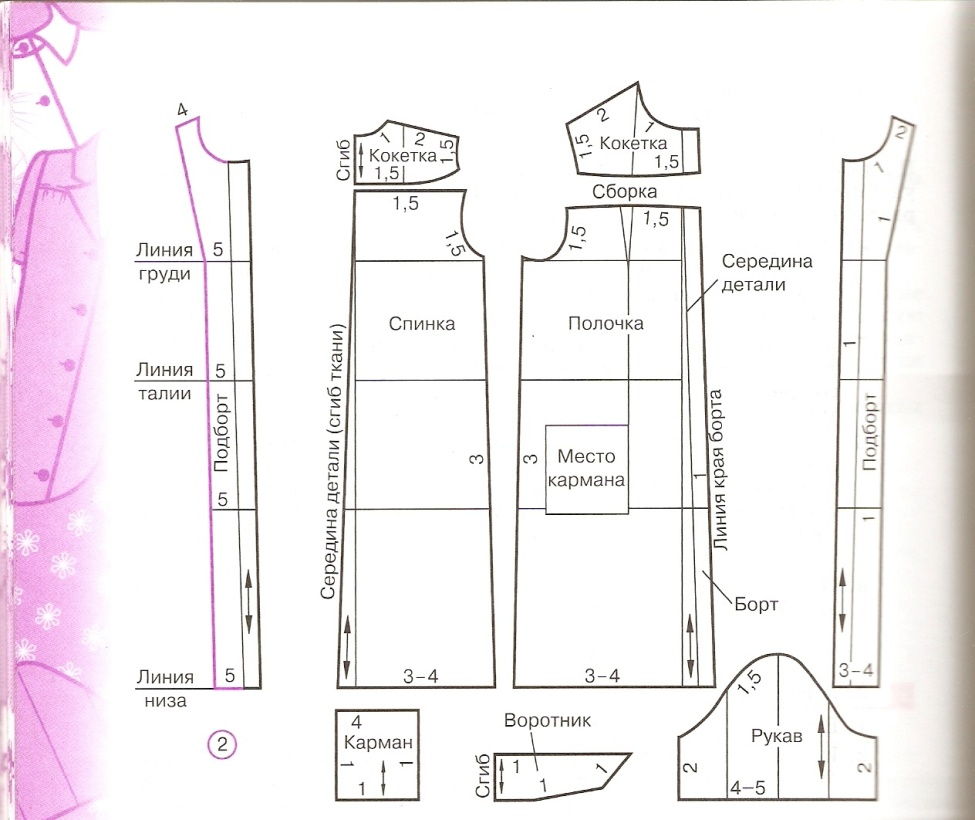 4
5
Линия
груди
5
Линия
талии
Подборт
5
5
Линия
низа
2
Сгиб
1
2
Кокетка
1,5
1,5
1,5
1,5
Спинка
Середина детали (сгиб ткани)
3
3–4
2
1
1,5
Кокетка
1,5
Сборка
1,5
1,5
Полочка
Середина
детали
3
Место
кармана
1
Линия края борта
Борт
3–4
2
1
1
1
Подборт
1
3–4
4
Карман
1
1
1
Воротник
Сгиб
1
1
1
1,5
Рукав
2
2
4–5